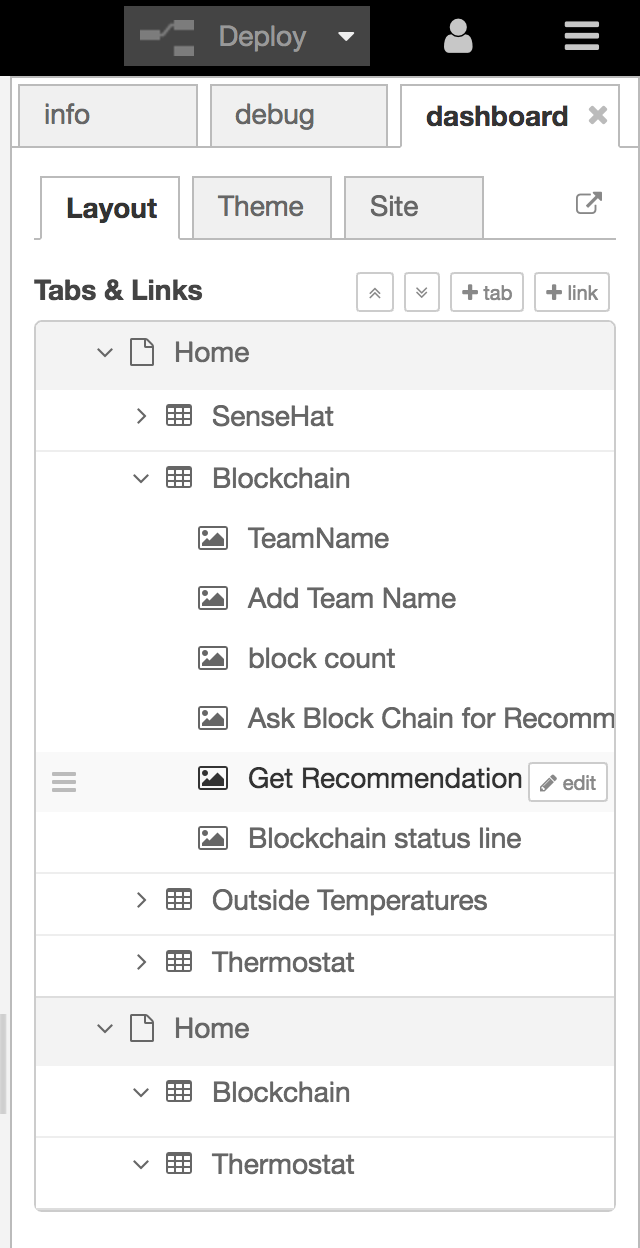 Deploy
info debug dashboard
Layout Theme Site
Tabs & Links tab link
Home
SenseHat
Blockchain
TeamName
Add Team Name
block count
Ask Block Chain for Recomm
Get Recommendation edit
Blockchain status line
Outside Temperatures
Thermostat
Home
Blockchain
Thermostat